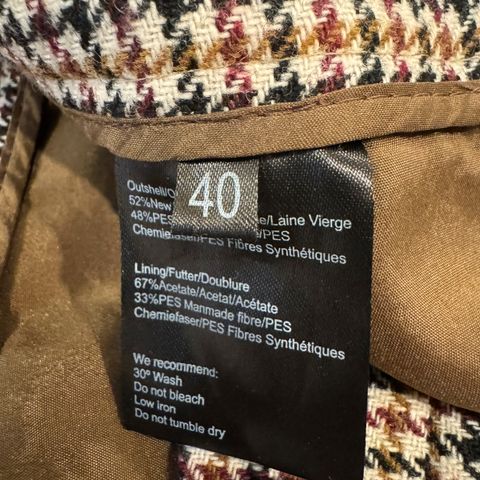 40
Outshell/O
52%New e/Laine Vierge
48%PES e/PES
Chemiefaser/PES Fibres Synthétiques
Lining/Futter/Doublure
67%Acetate/Acetat/Acétate
33%PES Manmade fibre/PES
Chemiefaser/PES Fibres Synthétiques
We recommend:
30° Wash
Do not bleach
Low iron
Do not tumble dry